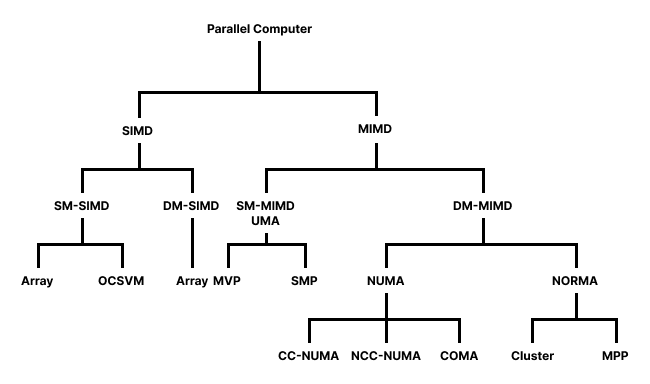 Parallel Computer
SIMD
MIMD
SM-SIMD
DM-SIMD
SM-MIMD
UMA
DM-MIMD
Array
OCSVM
Array
MVP
SMP
NUMA
NORMA
CC-NUMA
NCC-NUMA
COMA
Cluster
MPP